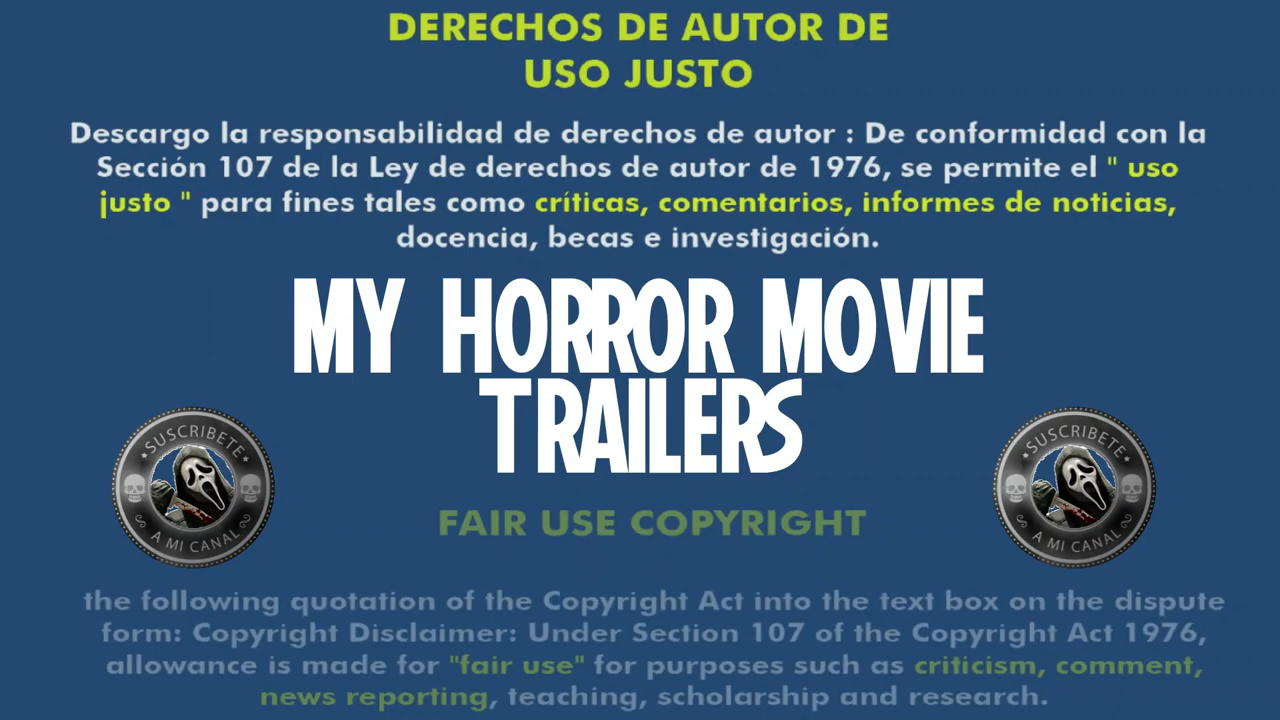 DERECHOS DE AUTOR DE
USO JUSTO
Descargo la responsabilidad de derechos de autor : De conformidad con la
Sección 107 de la Ley de derechos de autor de 1976, se permite el " uso
justo " para fines tales como críticas, comentarios, informes de noticias,
docencia, becas e investigación.
MY HORROR MOVIE
TRAILERS
SUSCRIBETE
A MI CANAL
SUSCRIBETE
A MI CANAL
FAIR USE COPYRIGHT
the following quotation of the Copyright Act into the text box on the dispute
form: Copyright Disclaimer: Under Section 107 of the Copyright Act 1976,
allowance is made for "fair use" for purposes such as criticism, comment,
news reporting, teaching, scholarship and research.